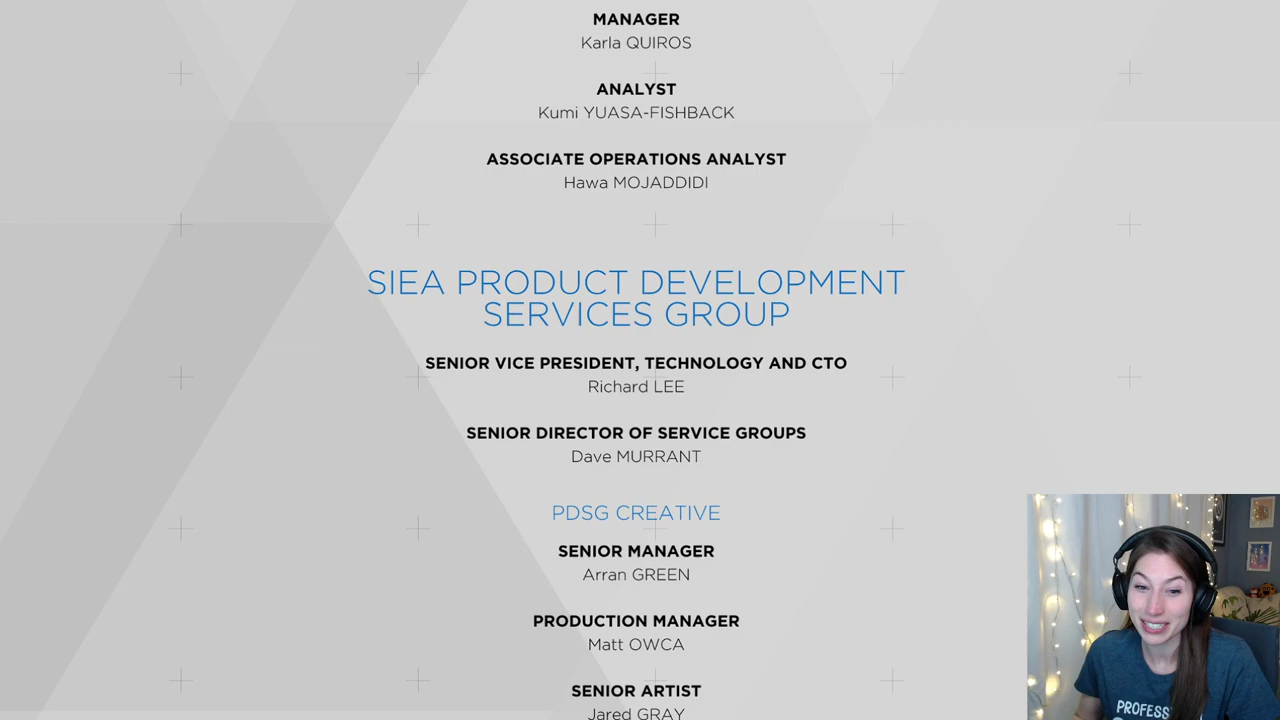 MANAGER
Karla QUIROS
ANALYST
Kumi YUASA-FISHBACK
ASSOCIATE OPERATIONS ANALYST
Hawa MOJADDIDI
SIEA PRODUCT DEVELOPMENT
SERVICES GROUP
SENIOR VICE PRESIDENT, TECHNOLOGY AND CTO
Richard LEE
SENIOR DIRECTOR OF SERVICE GROUPS
Dave MURRANT
PDSG CREATIVE
SENIOR MANAGER
Arran GREEN
PRODUCTION MANAGER
Matt OWCA
SENIOR ARTIST
Jared GRAY